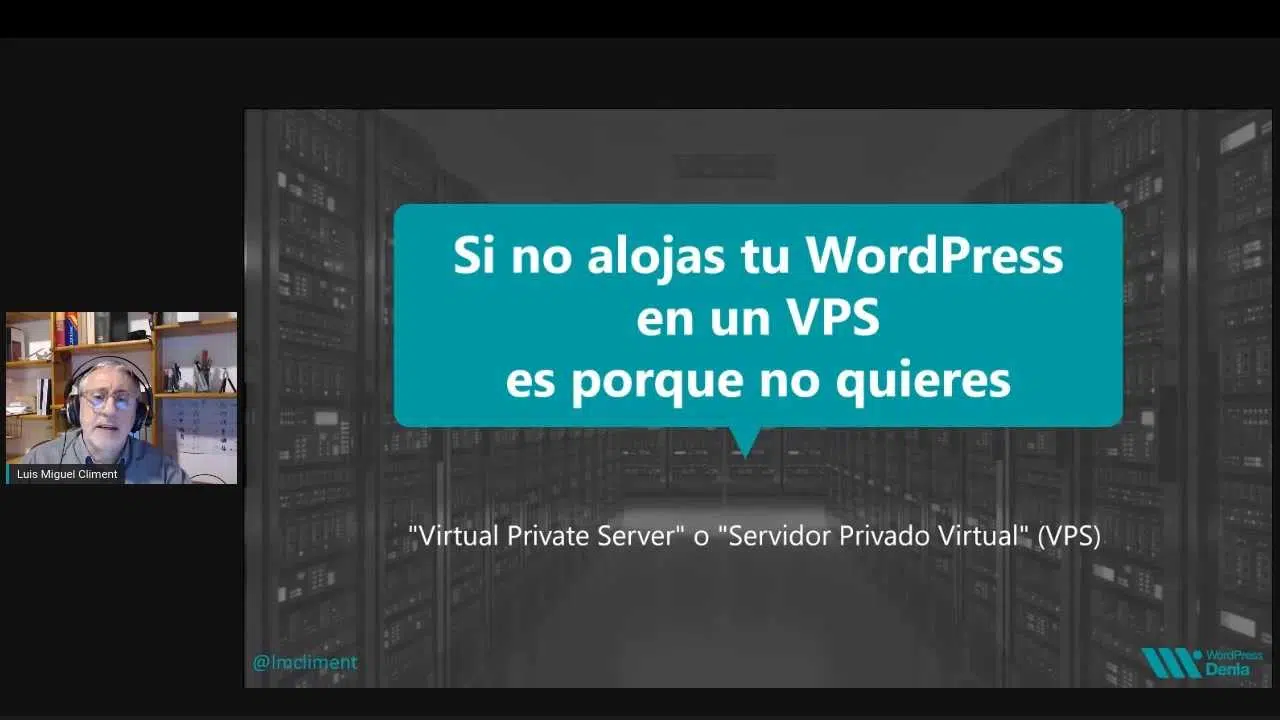 Si no alojas tu WordPress
en un VPS
es porque no quieres
"Virtual Private Server" o "Servidor Privado Virtual" (VPS)
Luis Miguel Climent
@lmcliment
WordPress
Denia